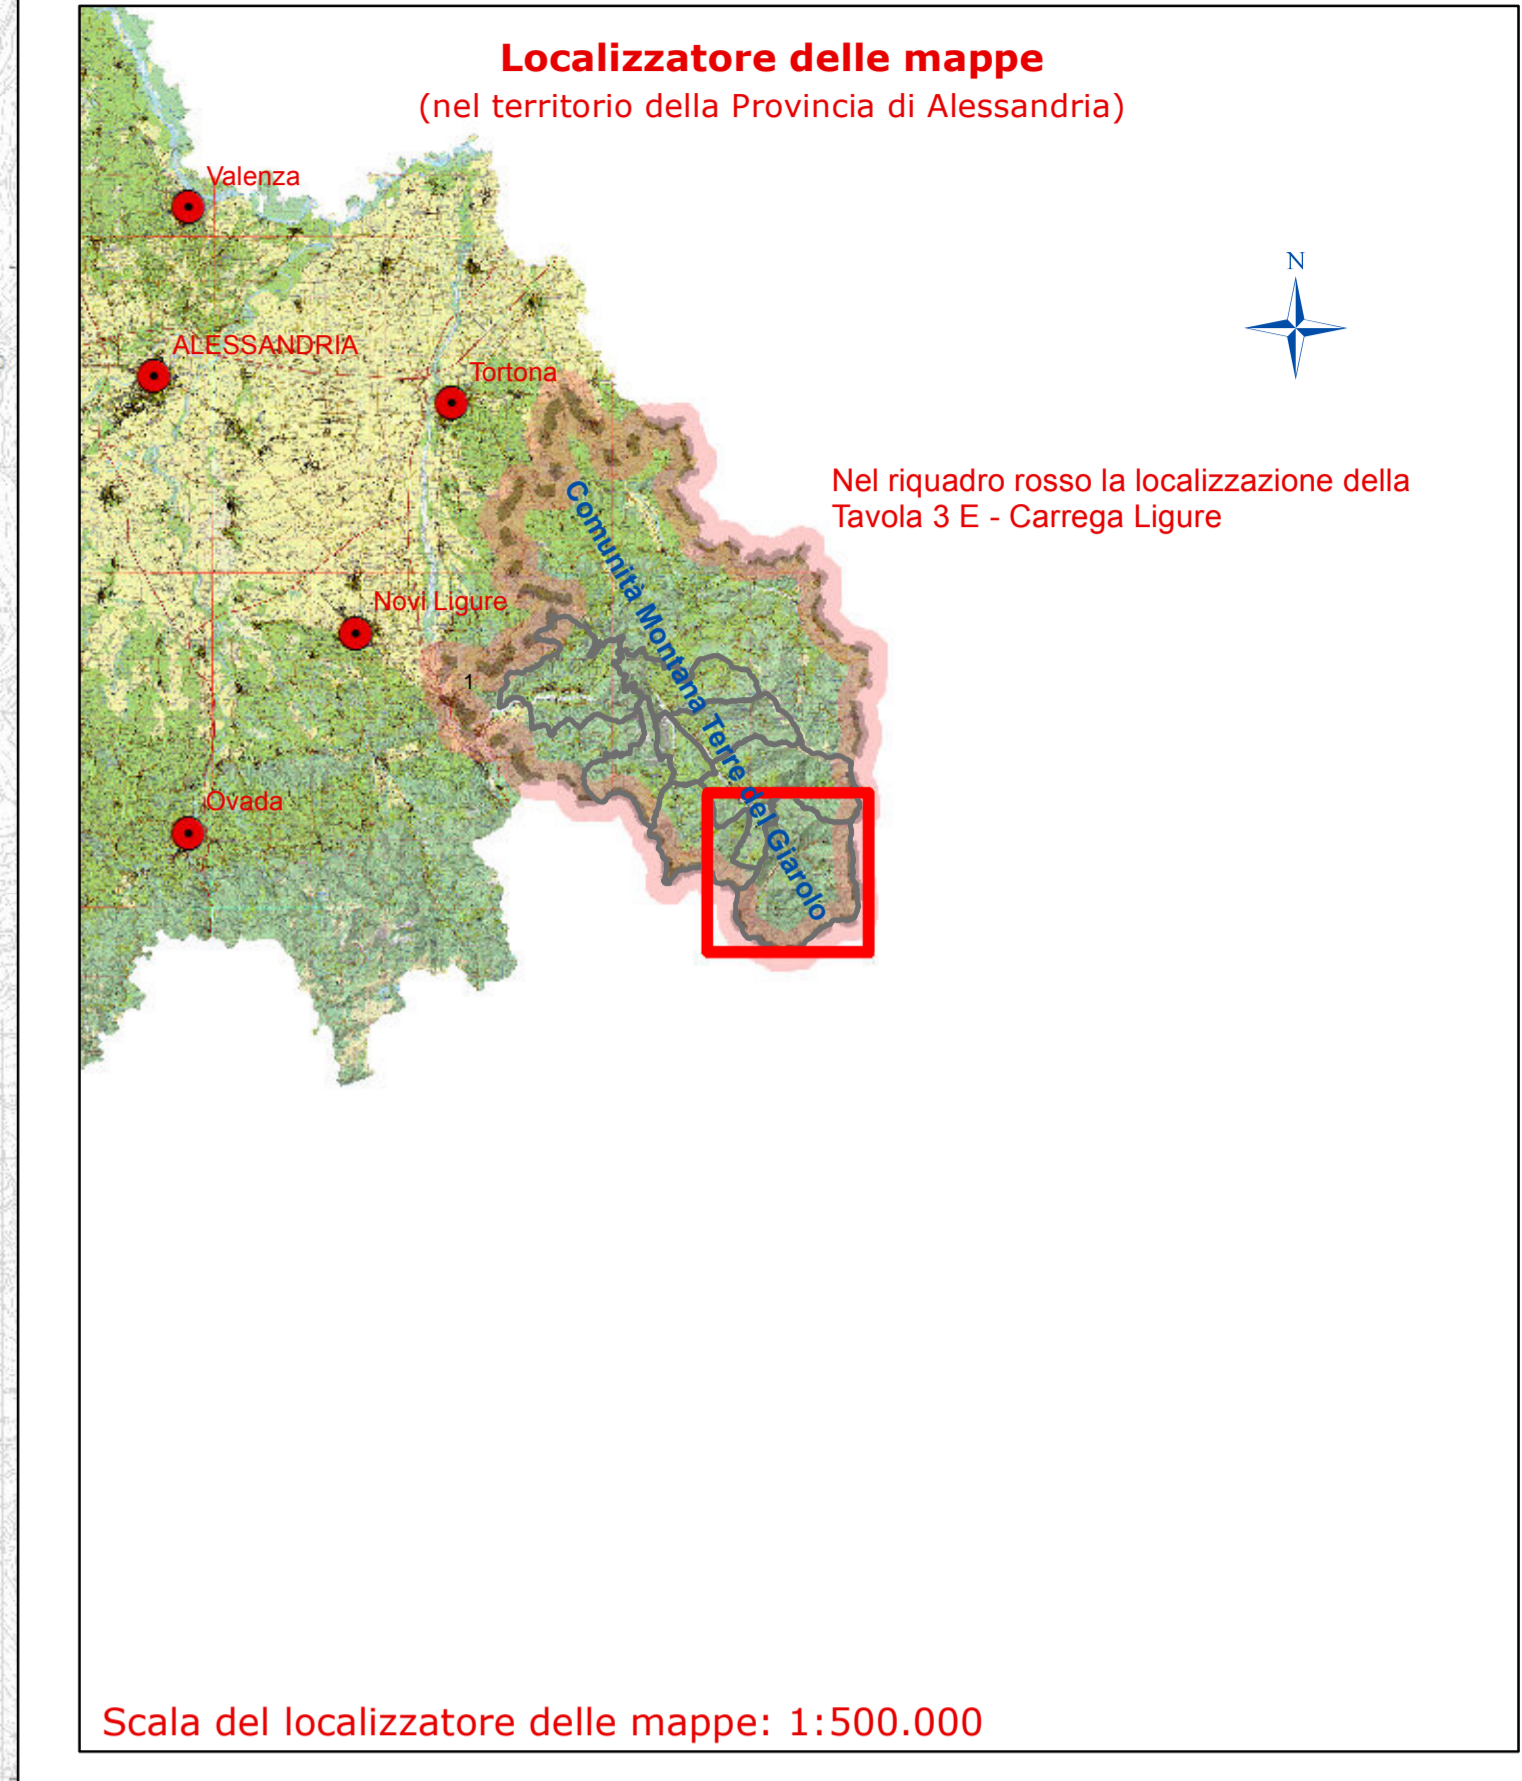 Localizzatore delle mappe
(nel territorio della Provincia di Alessandria)
Valenza
N
ALESSANDRIA
Tortona
Nel riquadro rosso la localizzazione della
Tavola 3 E - Carrega Ligure
Comunità Montana Terre del Giarolo
Novi Ligure
1
Ovada
Scala del localizzatore delle mappe: 1:500.000